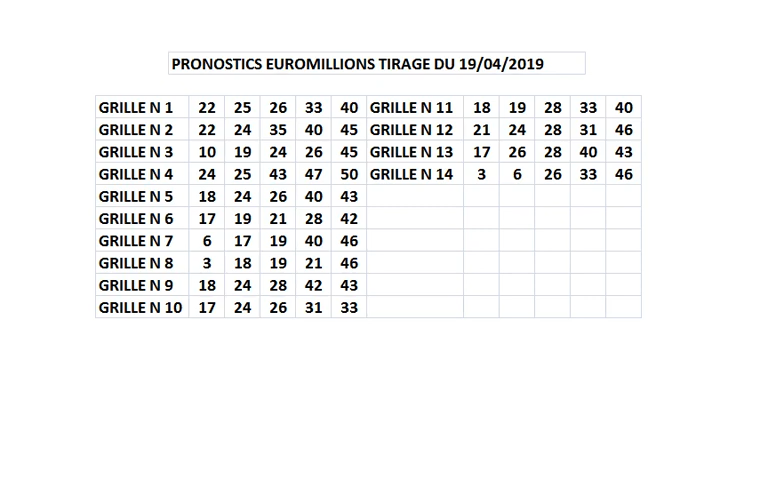 PRONOSTICS EUROMILLIONS TIRAGE DU 19/04/2019
GRILLE N 1 22 25 26 33 40 GRILLE N 11 18 19 28 33 40
GRILLE N 2 22 24 35 40 45 GRILLE N 12 21 24 28 31 46
GRILLE N 3 10 19 24 26 45 GRILLE N 13 17 26 28 40 43
GRILLE N 4 24 25 43 47 50 GRILLE N 14 3 6 26 33 46
GRILLE N 5 18 24 26 40 43
GRILLE N 6 17 19 21 28 42
GRILLE N 7 6 17 19 40 46
GRILLE N 8 3 18 19 21 46
GRILLE N 9 18 24 28 42 43
GRILLE N 10 17 24 26 31 33